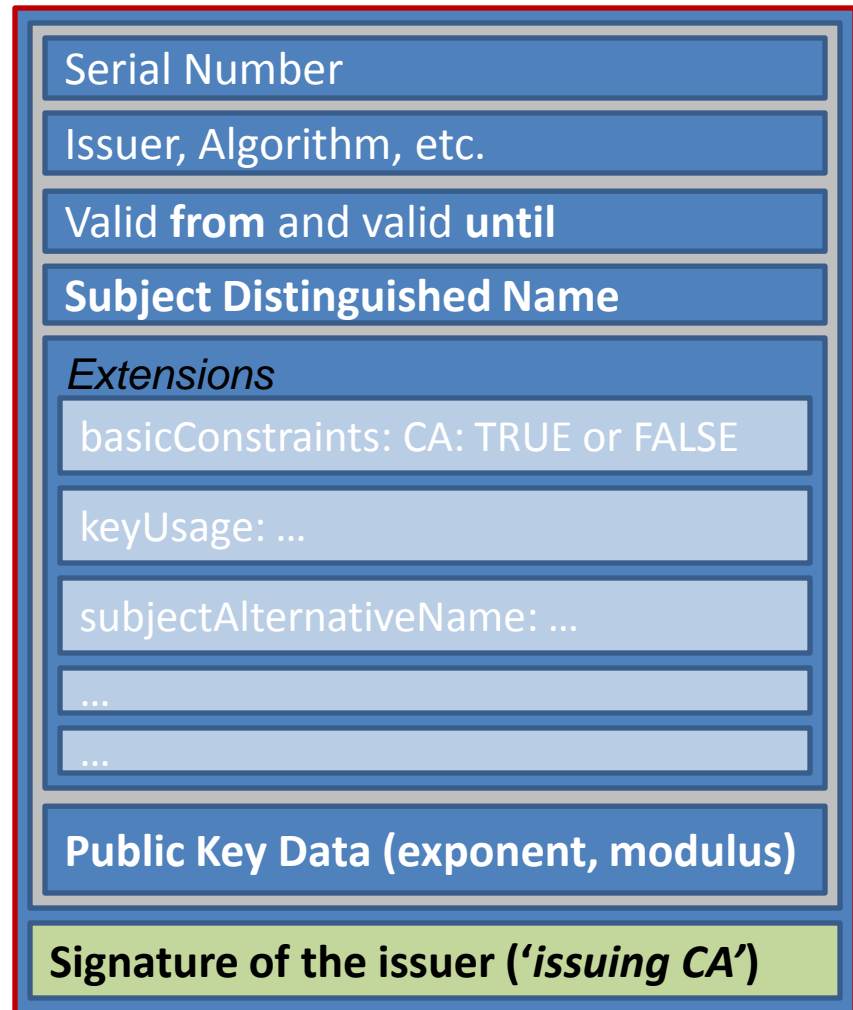 Serial Number
Issuer, Algorithm, etc.
Valid from and valid until
Subject Distinguished Name
Extensions
basicConstraints: CA: TRUE or FALSE
keyUsage: …
subjectAlternativeName: …
…
…
Public Key Data (exponent, modulus)
Signature of the issuer (‘issuing CA’)